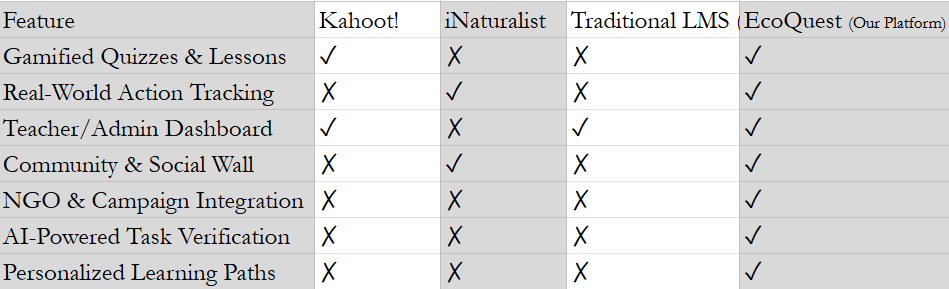 Feature Kahoot! iNaturalist Traditional LMS ( EcoQuest (Our Platform)
Gamified Quizzes & Lessons ✓ ✗ ✗ ✓
Real-World Action Tracking ✗ ✓ ✗ ✓
Teacher/Admin Dashboard ✓ ✗ ✓ ✓
Community & Social Wall ✗ ✓ ✗ ✓
NGO & Campaign Integration ✗ ✗ ✗ ✓
AI-Powered Task Verification ✗ ✗ ✗ ✓
Personalized Learning Paths ✗ ✗ ✗ ✓